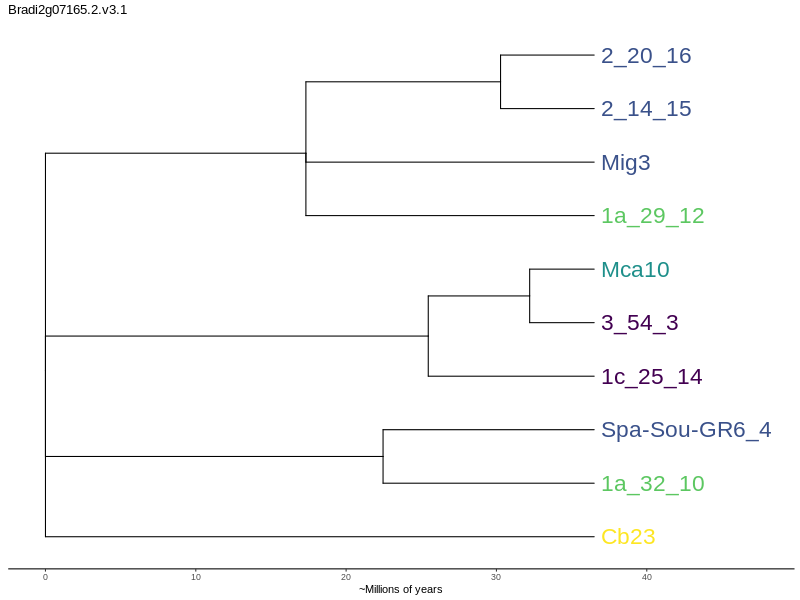 Bradi2g07165.2.v3.1
2_20_16
2_14_15
Mig3
1a_29_12
Mca10
3_54_3
1c_25_14
Spa-Sou-GR6_4
1a_32_10
Cb23
0 10 20 30 40
~Millions of years